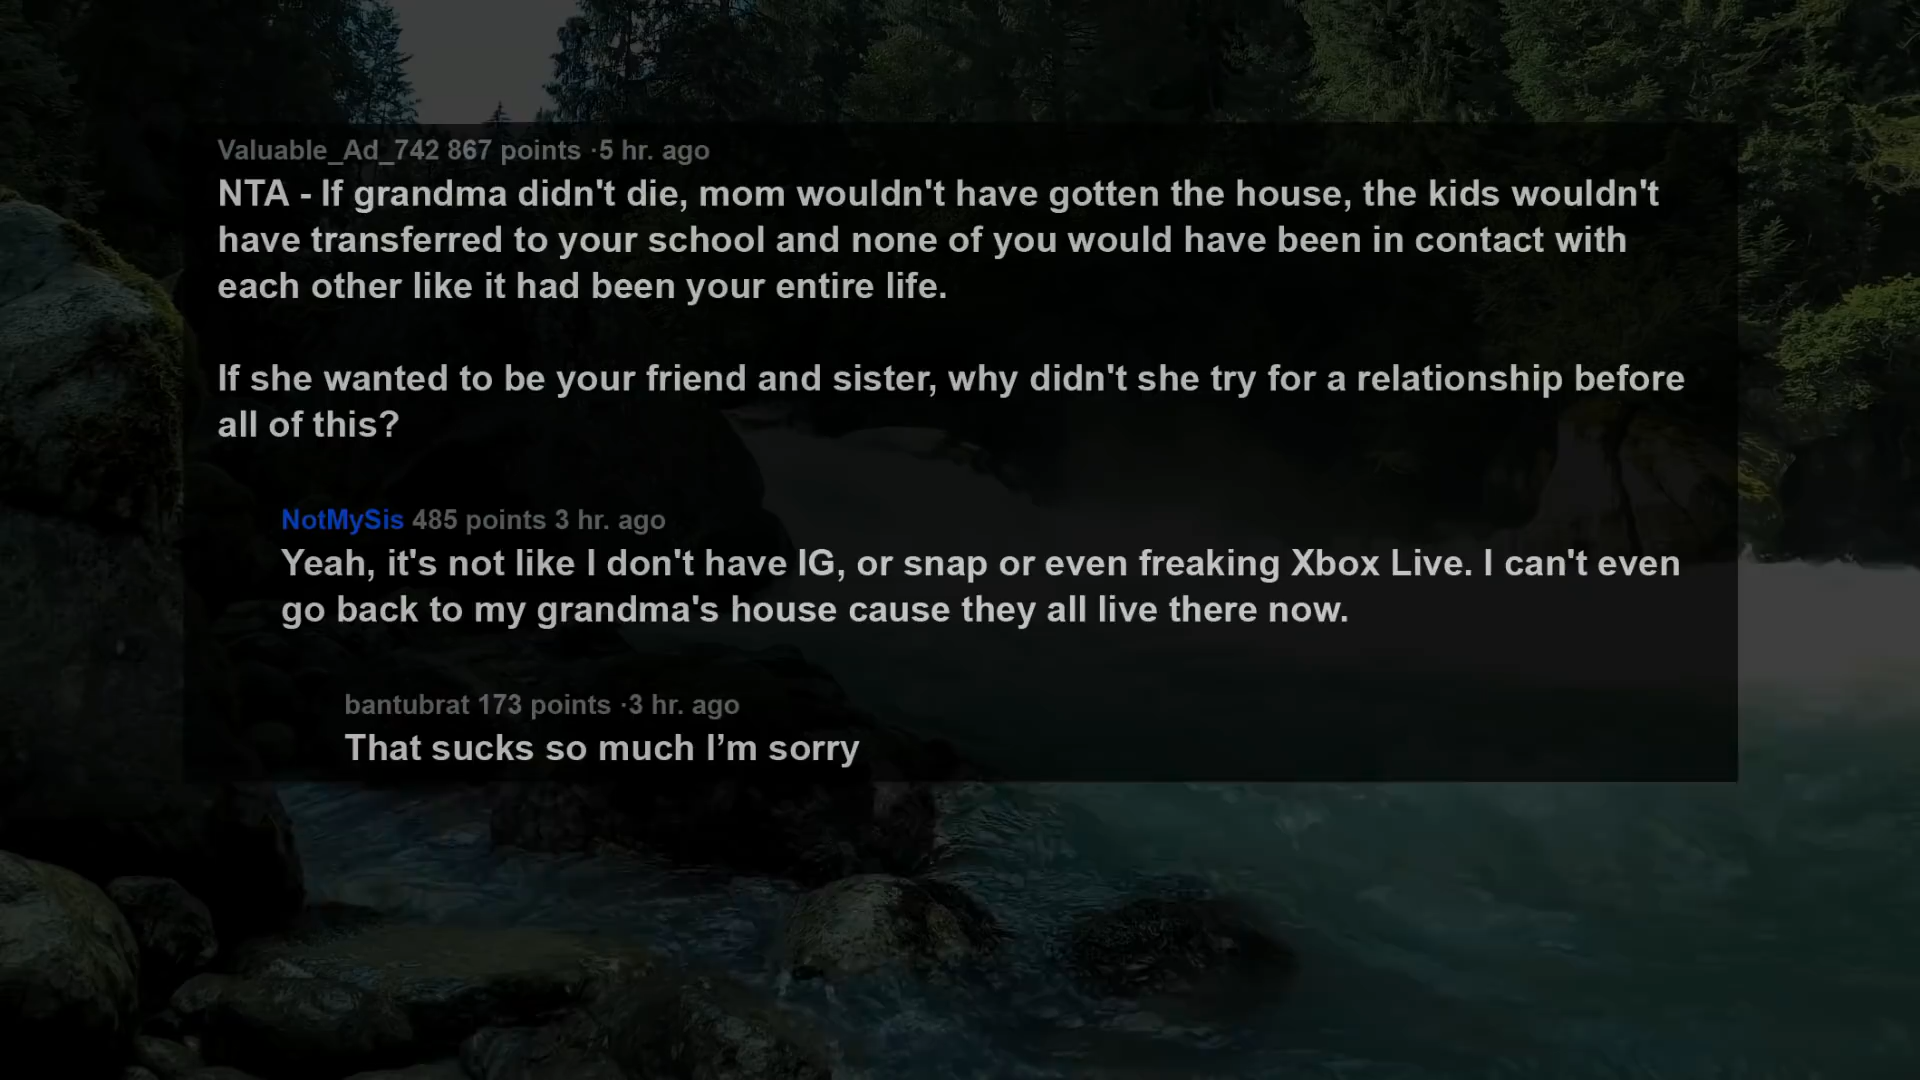 Valuable_Ad_742 867 points ·5 hr. ago
NTA - If grandma didn't die, mom wouldn't have gotten the house, the kids wouldn't
have transferred to your school and none of you would have been in contact with
each other like it had been your entire life.
If she wanted to be your friend and sister, why didn't she try for a relationship before
all of this?
NotMySis 485 points 3 hr. ago
Yeah, it's not like I don't have IG, or snap or even freaking Xbox Live. I can't even
go back to my grandma's house cause they all live there now.
bantubrat 173 points ·3 hr. ago
That sucks so much I’m sorry